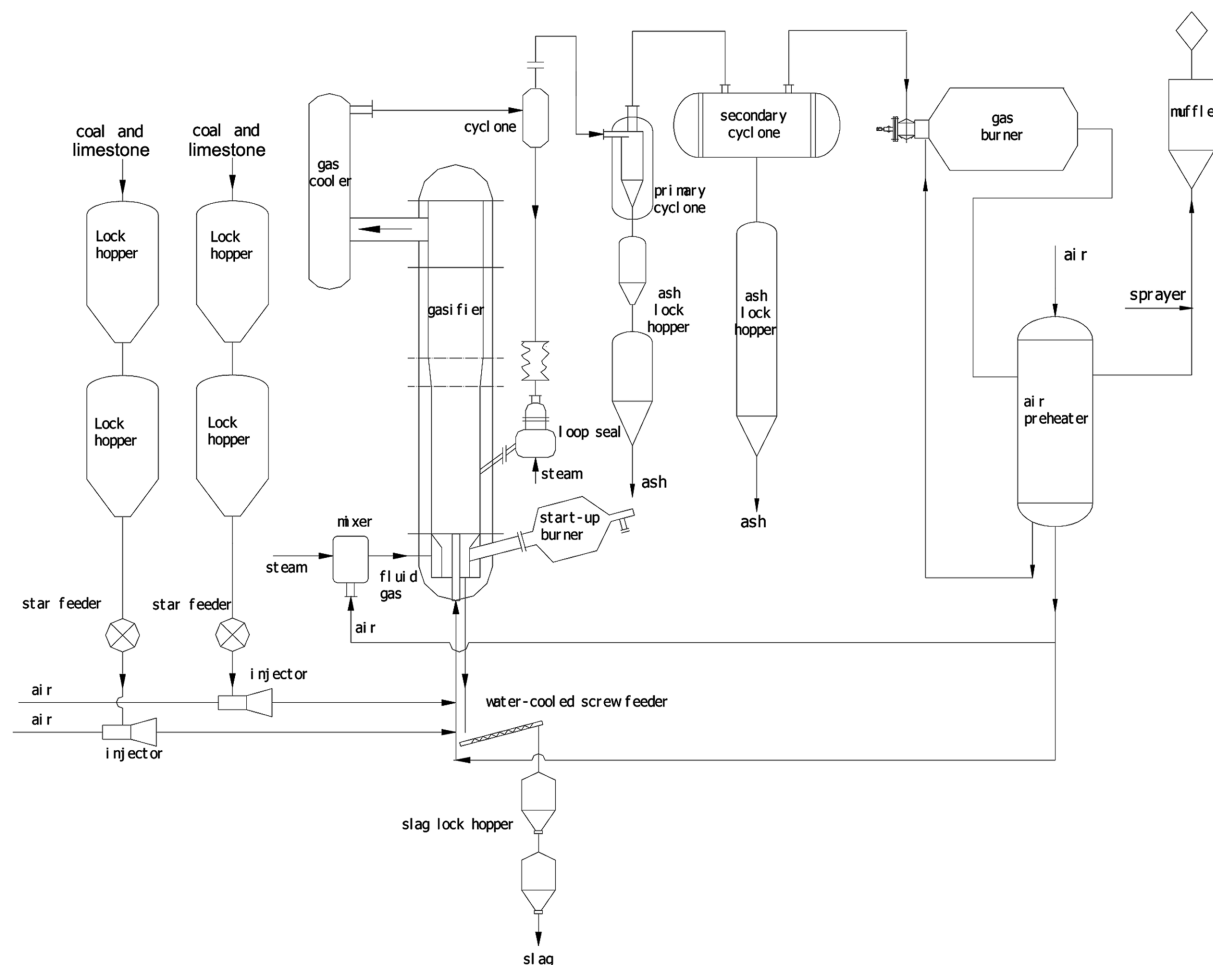 coal and
limestone
coal and
limestone
Lock
hopper
Lock
hopper
Lock
hopper
Lock
hopper
star feeder
star feeder
air
air
injector
injector
gas
cooler
cyclone
gasifier
primary
cyclone
secondary
cyclone
gas
burner
muffle
ash
lock
hopper
ash
lock
hopper
air
sprayer
air
preheater
loop seal
steam
ash
ash
start-up
burner
mixer
steam
fluid
gas
air
water-cooled screw feeder
slag lock hopper
slag